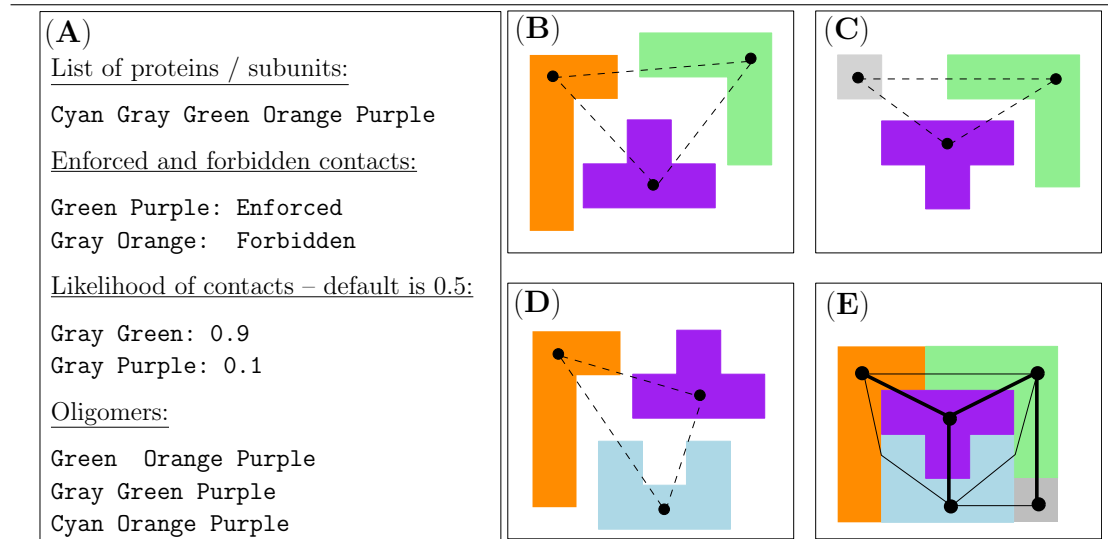 (A)
List of proteins / subunits:
Cyan Gray Green Orange Purple
Enforced and forbidden contacts:
Green Purple: Enforced
Gray Orange: Forbidden
Likelihood of contacts – default is 0.5:
Gray Green: 0.9
Gray Purple: 0.1
Oligomers:
Green Orange Purple
Gray Green Purple
Cyan Orange Purple
(B)
(C)
(D)
(E)